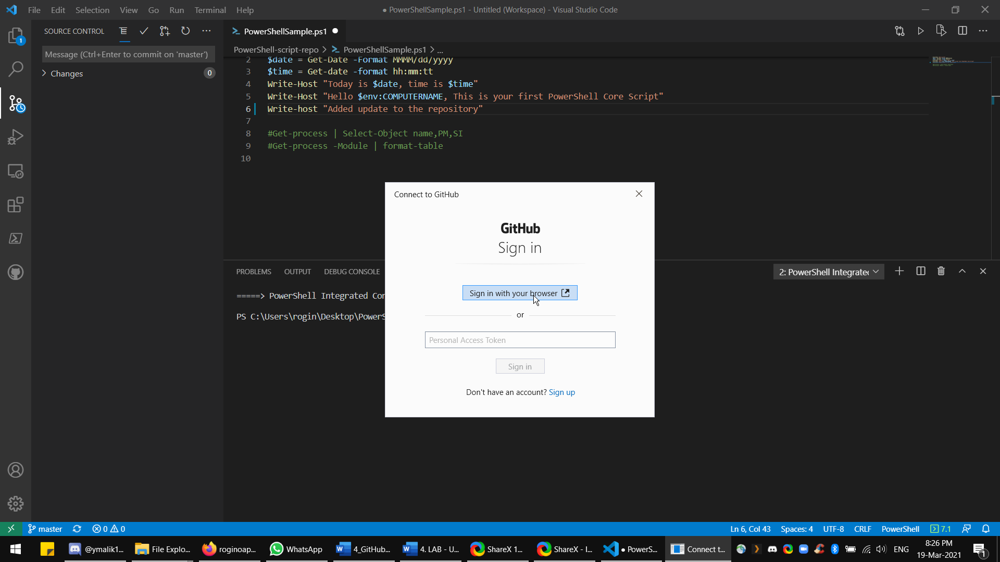 File Edit Selection View Go Run Terminal Help
● PowerShellSample.ps1 - Untitled (Workspace) - Visual Studio Code
SOURCE CONTROL
PowerShellSample.ps1
Message (Ctrl+Enter to commit on 'master')
Changes
0
1
PowerShell-script-repo > PowerShellSample.ps1 > ...
2 $date = Get-Date -Format MMMM/dd/yyyy
3 $time = Get-date -format hh:mm:tt
4 Write-Host "Today is $date, time is $time"
5 Write-Host "Hello $env:COMPUTERNAME, This is your first PowerShell Core Script"
6 Write-host "Added update to the repository"
7
8 #Get-process | Select-Object name,PM,SI
9 #Get-process -Module | format-table
10
Connect to GitHub
GitHub
Sign in
Sign in with your browser
or
Personal Access Token
Sign in
Don't have an account? Sign up
PROBLEMS OUTPUT DEBUG CONSOLE
2: PowerShell Integrate
=====> PowerShell Integrated Cor
PS C:\Users\rogin\Desktop\PowerS
master 0 0
Ln 6, Col 43 Spaces: 4 UTF-8 CRLF PowerShell 7.1
@ymalik1... File Explo... roginoap... WhatsApp 4_GitHub... 4. LAB - U... ShareX 1... ShareX - I... ● PowerS... Connect t...
ENG
8:26 PM
19-Mar-2021
1